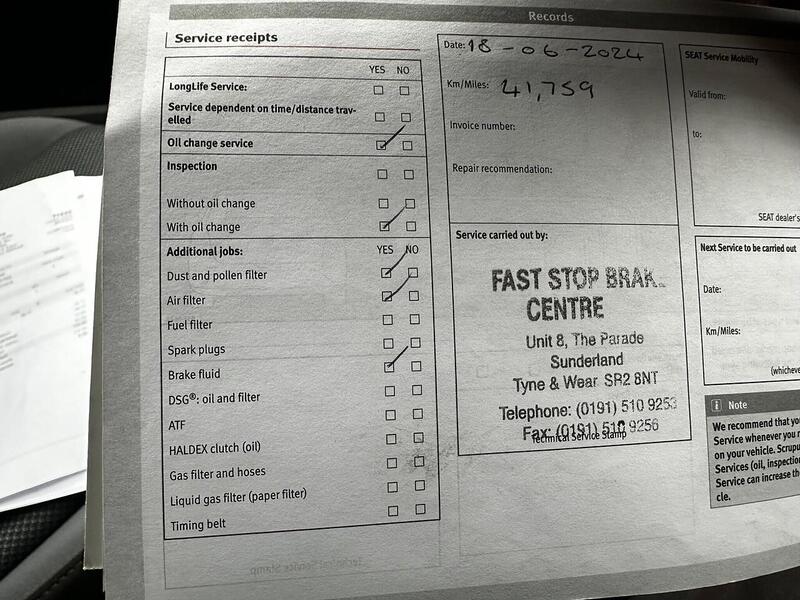 Records
Service receipts
YES NO
LongLife Service:
Service dependent on time/distance trav-
elled
Oil change service
Inspection
Without oil change
With oil change
Additional jobs: YES NO
Dust and pollen filter
Air filter
Fuel filter
Spark plugs
Brake fluid
DSG®: oil and filter
ATF
HALDEX clutch (oil)
Gas filter and hoses
Liquid gas filter (paper filter)
Timing belt
Date: 18-06-2024
Km/Miles: 41,759
Invoice number:
Repair recommendation:
Service carried out by:
FAST STOP BRAK
CENTRE
Unit 8, The Parade
Sunderland
Tyne & Wear SR2 8NT
Telephone: (0191) 510 9253
Fax: (0191) 510 9256
Technical Service Stamp
SEAT Service Mobility
Valid from:
to:
SEAT dealer's
Next Service to be carried out
Date:
Km/Miles:
(whicheve
i Note
We recommend that you
Service whenever you
on your vehicle. Scrupu
Services (oil, inspection
Service can increase the
cle.